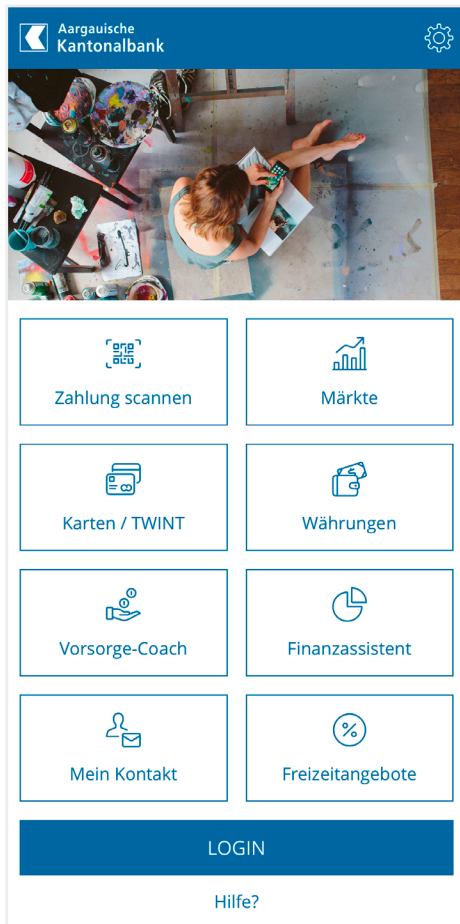 Aargauische
Kantonalbank
Zahlung scannen
Märkte
Karten / TWINT
Währungen
Vorsorge-Coach
Finanzassistent
Mein Kontakt
Freizeitangebote
LOGIN
Hilfe?